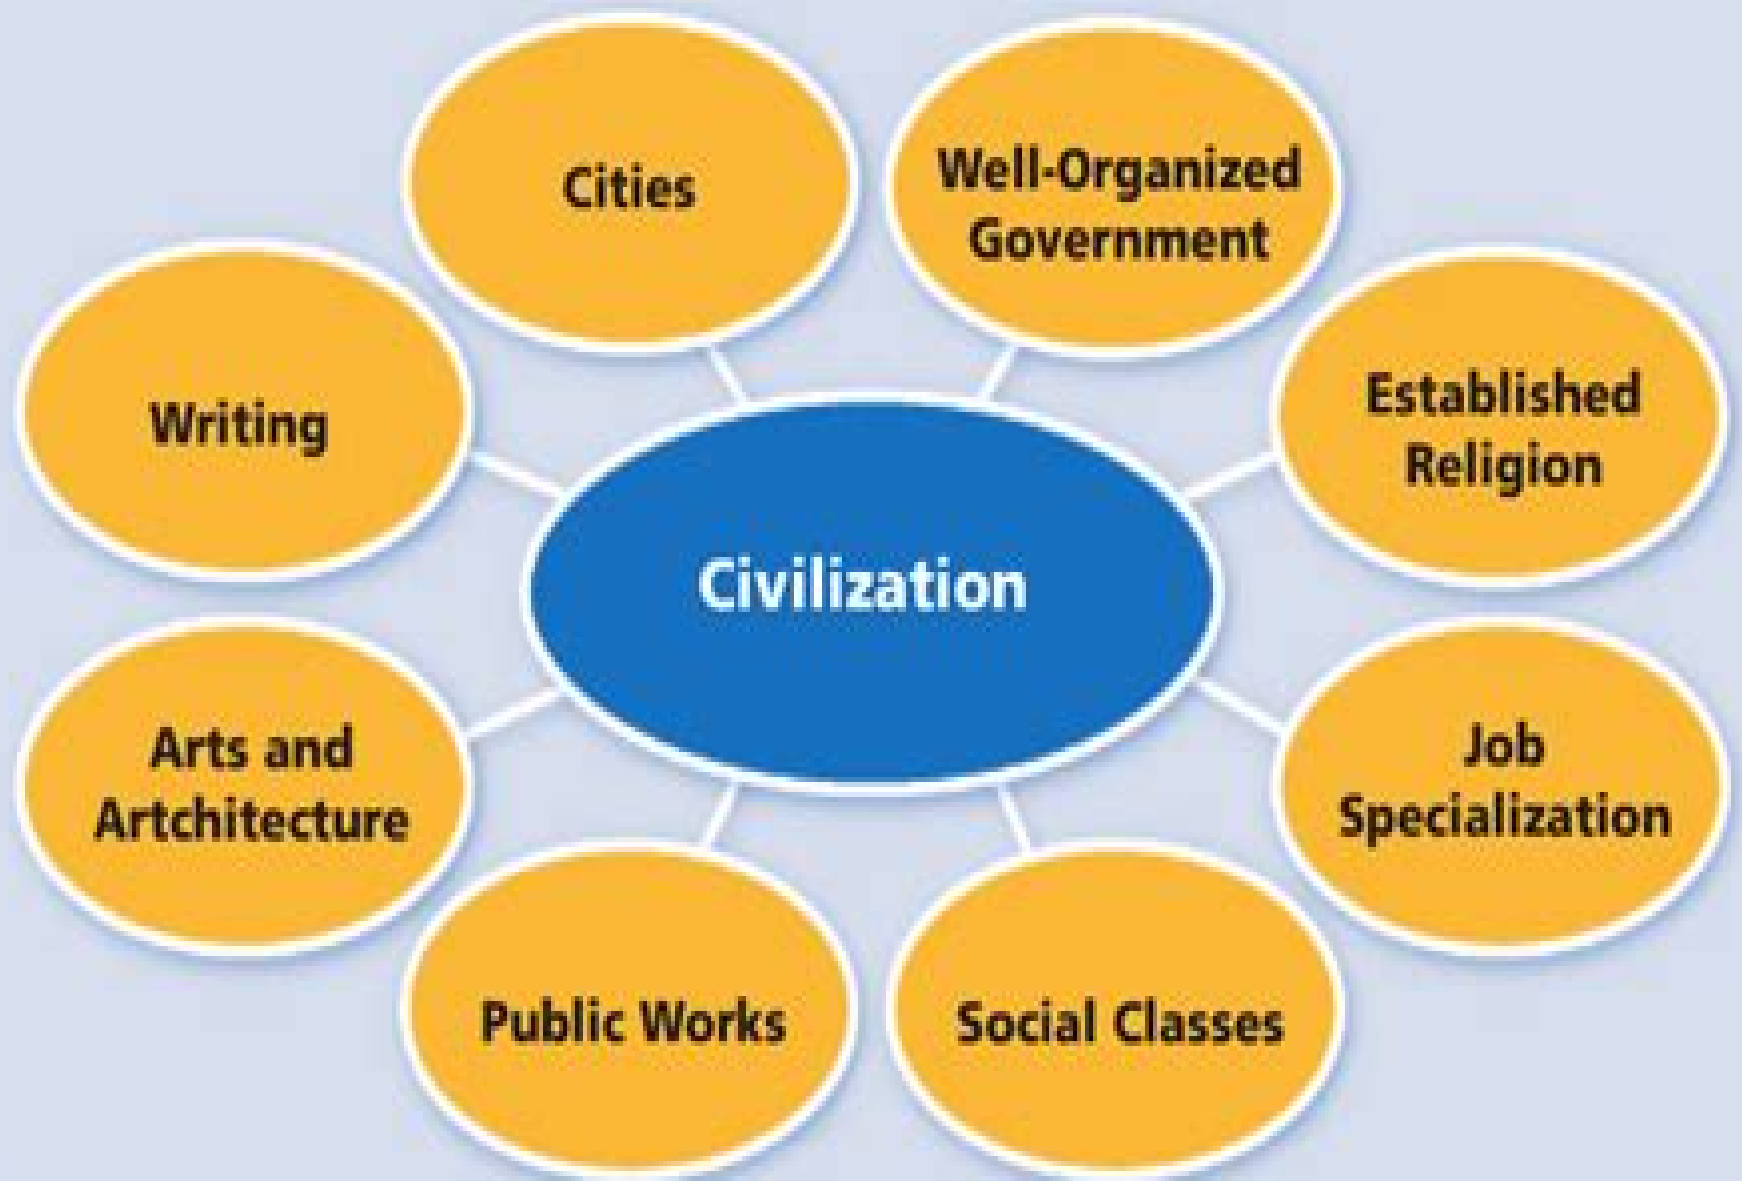 Cities
Well-Organized
Government
Established
Religion
Writing
Civilization
Job
Specialization
Arts and
Artchitecture
Public Works
Social Classes